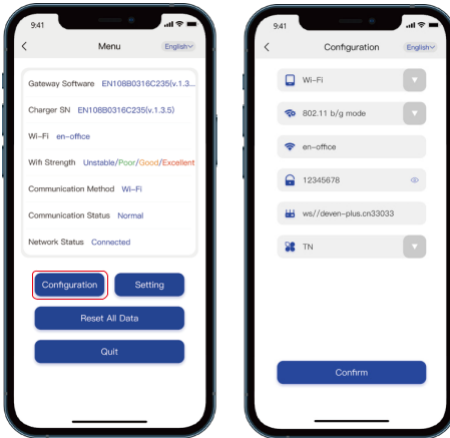 9:41
Menu
English
Gateway Software EN108B0316C235(v.1.3...
Charger SN EN108B0316C235(v.1.3.5)
Wi-Fi en-office
Wifi Strength Unstable/Poor/Good/Excellent
Communication Method Wi-Fi
Communication Status Normal
Network Status Connected
Configuration
Setting
Reset All Data
Quit
9:41
Configuration
English
Wi-Fi
802.11 b/g mode
en-office
12345678
ws//deven-plus.cn33033
TN
Confirm